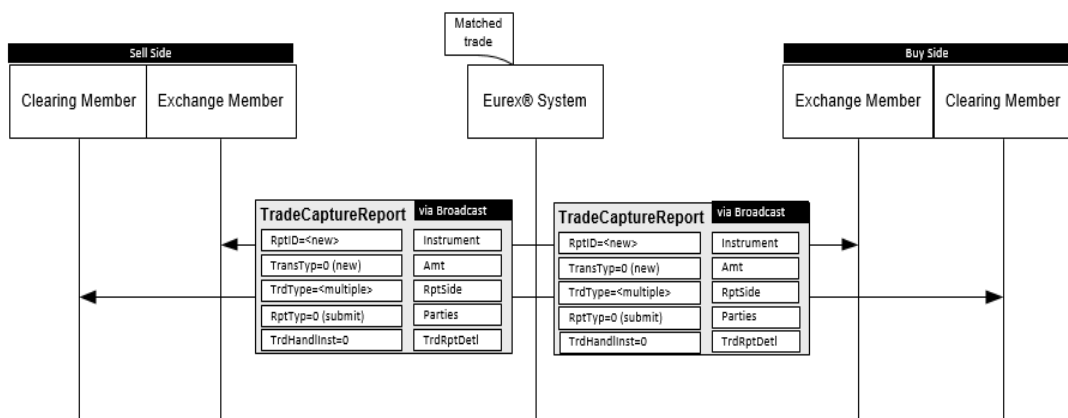 Matched
trade
Sell Side
Buy Side
Clearing Member
Exchange Member
Eurex® System
Exchange Member
Clearing Member
TradeCaptureReport
via Broadcast
RptID=<new>
Instrument
TransTyp=0 (new)
Amt
TrdType=<multiple>
RptSide
RptTyp=0 (submit)
Parties
TrdHandlInst=0
TrdRptDetl
TradeCaptureReport
via Broadcast
RptID=<new>
Instrument
TransTyp=0 (new)
Amt
TrdType=<multiple>
RptSide
RptTyp=0 (submit)
Parties
TrdHandlInst=0
TrdRptDetl